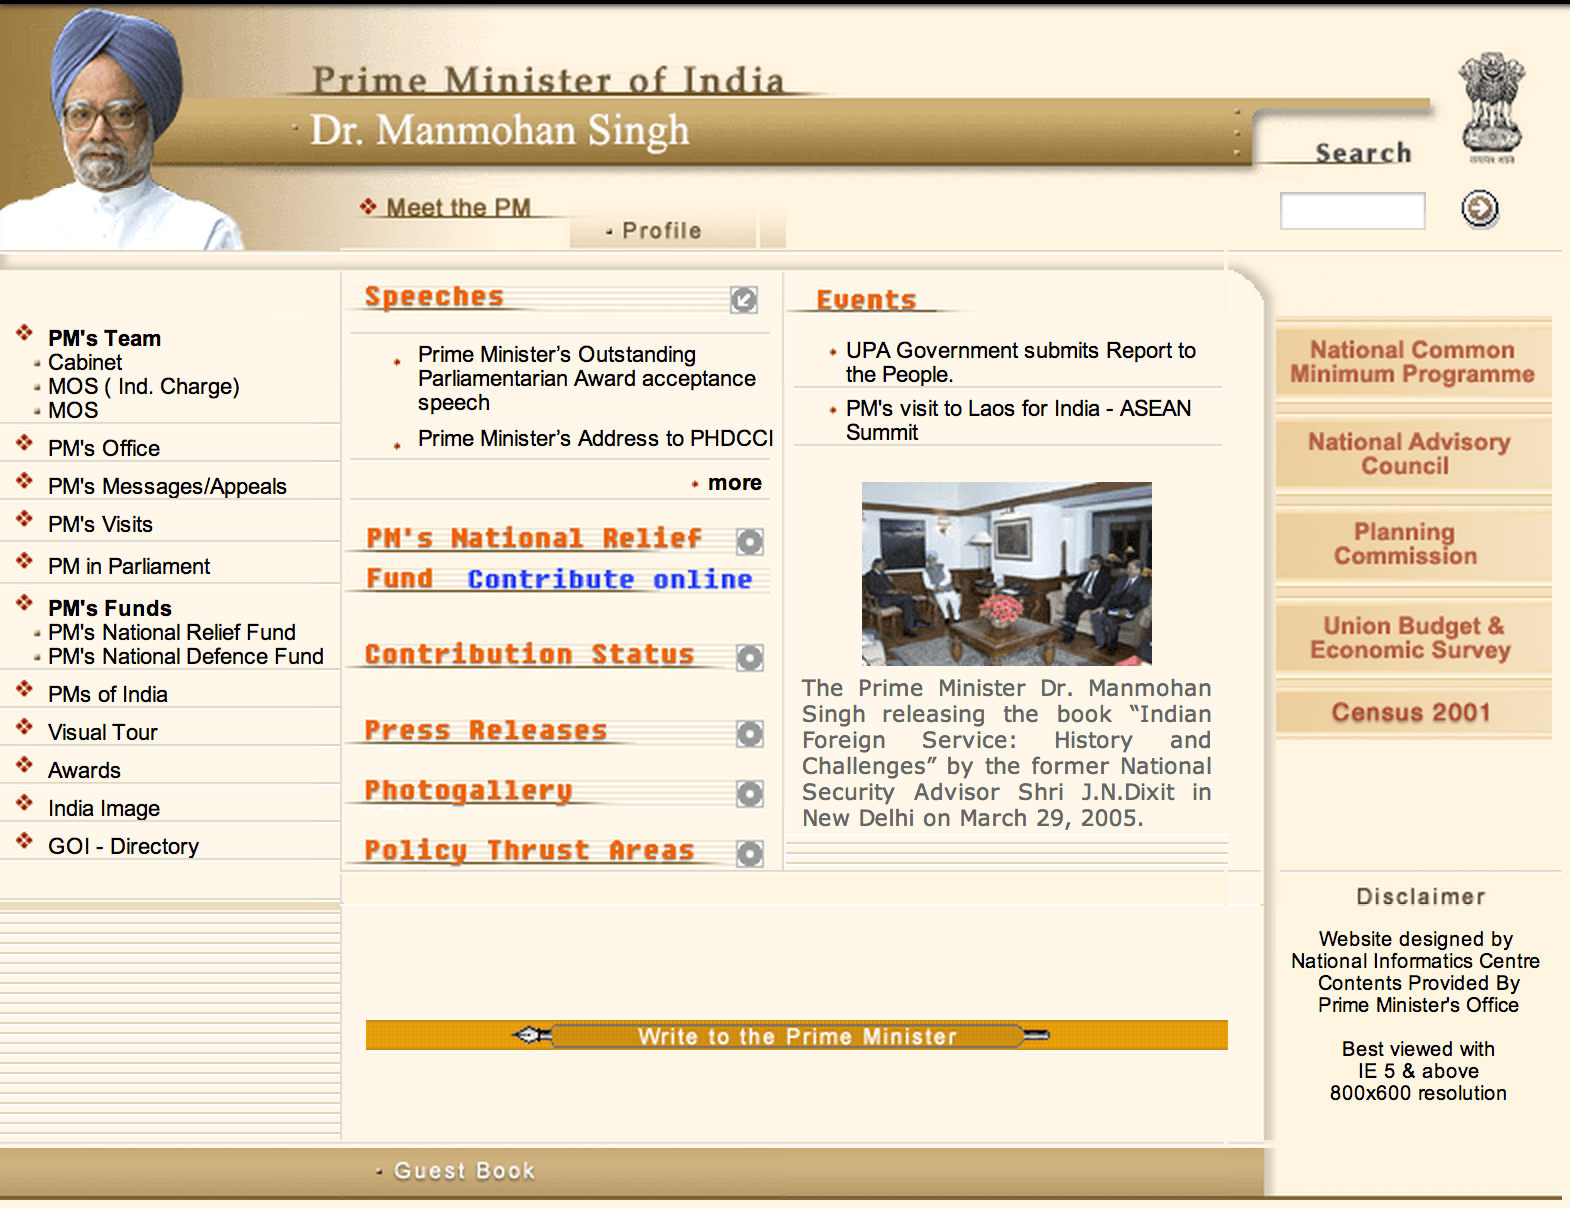 Prime Minister of India
Dr. Manmohan Singh
Search
Meet the PM
Profile
PM's Team
Cabinet
MOS ( Ind. Charge)
MOS
PM's Office
PM's Messages/Appeals
PM's Visits
PM in Parliament
PM's Funds
PM's National Relief Fund
PM's National Defence Fund
PMs of India
Visual Tour
Awards
India Image
GOI - Directory
Speeches
Prime Minister’s Outstanding
Parliamentarian Award acceptance
speech
Prime Minister’s Address to PHDCCI
more
PM's National Relief
Fund Contribute online
Contribution Status
Press Releases
Photogallery
Policy Thrust Areas
Events
UPA Government submits Report to
the People.
PM's visit to Laos for India - ASEAN
Summit
The Prime Minister Dr. Manmohan
Singh releasing the book “Indian
Foreign Service: History and
Challenges” by the former National
Security Advisor Shri J.N.Dixit in
New Delhi on March 29, 2005.
National Common
Minimum Programme
National Advisory
Council
Planning
Commission
Union Budget &
Economic Survey
Census 2001
Disclaimer
Website designed by
National Informatics Centre
Contents Provided By
Prime Minister's Office
Best viewed with
IE 5 & above
800x600 resolution
Write to the Prime Minister
Guest Book